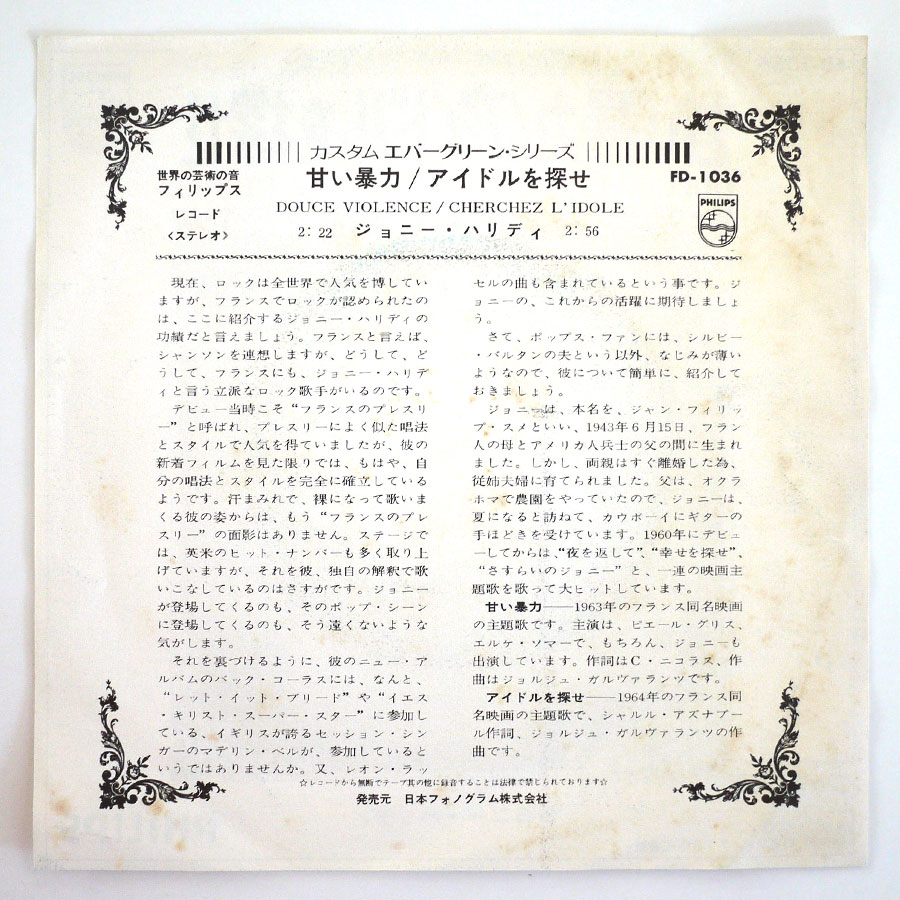 カスタム エバーグリーン・シリーズ
世界の芸術の音
フィリップス
レコード
〈ステレオ〉
甘い暴力/アイドルを探せ
FD-1036
DOUCE VIOLENCE/CHERCHEZ L'IDOLE
PHILIPS
2:22 ジョニー・ハリディ 2:56
現在、ロックは全世界で人気を博してい
ますが、フランスでロックが認められたの
は、ここに紹介するジョニー・ハリディの
功績だと言えましょう。フランスと言えば、
シャンソンを連想しますが、どうして、ど
うして、フランスにも、ジョニー・ハリデ
ィと言う立派なロック歌手がいるのです。
デビュー当時こそ“フランスのプレスリ
ー”と呼ばれ、プレスリーによく似た唱法
とスタイルで人気を得ていましたが、彼の
新着フィルムを見た限りでは、もはや、自
分の唱法とスタイルを完全に確立している
ようです。汗まみれで、裸になって歌いま
くる彼の姿からは、もう“フランスのプレ
スリー”の面影はありません。ステージで
は、英米のヒット・ナンバーも多く取り上
げていますが、それを彼、独自の解釈で歌
いこなしているのはさすがです。ジョニー
が登場してくるのも、そのポップ・シーン
に登場してくるのも、そう遠くないような
気がします。
それを裏づけるように、彼のニュー・ア
ルバムのバック・コーラスには、なんと、
“レット・イット・ブリード”や“イエス
・キリスト・スーパー・スター”に参加し
ている、イギリスが誇るセッション・シン
ガーのマデリン・ベルが、参加していると
いうではありませんか。又、レオン・ラッ
セルの曲も含まれているという事です。ジ
ョニーの、これからの活躍に期待しましょ
う。
さて、ポップス・ファンには、シルビー
・バルタンの夫という以外、なじみが薄い
ようなので、彼について簡単に、紹介して
おきましょう。
ジョニーは、本名を、ジャン・フィリッ
プ・スメといい、1943年6月15日、フラン
人の母とアメリカ人兵士の父の間に生まれ
ました。しかし、両親はすぐ離婚した為、
従姉夫婦に育てられました。父は、オクラ
ホマで農園をやっていたので、ジョニーは、
夏になると訪ねて、カウボーイにギターの
手ほどきを受けています。1960年にデビュ
ーしてからは、“夜を返して”、“幸せを探せ”、
“さすらいのジョニー”と、一連の映画主
題歌を歌って大ヒットしています。
甘い暴力――1963年のフランス同名映画
の主題歌です。主演は、ピエール・グリス、
エルケ・ソマーで、もちろん、ジョニーも
出演しています。作詞はC・ニコラス、作
曲はジョルジュ・ガルヴァランツです。
アイドルを探せ――1964年のフランス同
名映画の主題歌で、シャルル・アズナブー
ル作詞、ジョルジュ・ガルヴァランツの作
曲です。
☆レコードから無断でテープ其の他に録音することは法律で禁じられております☆
発売元 日本フォノグラム株式会社